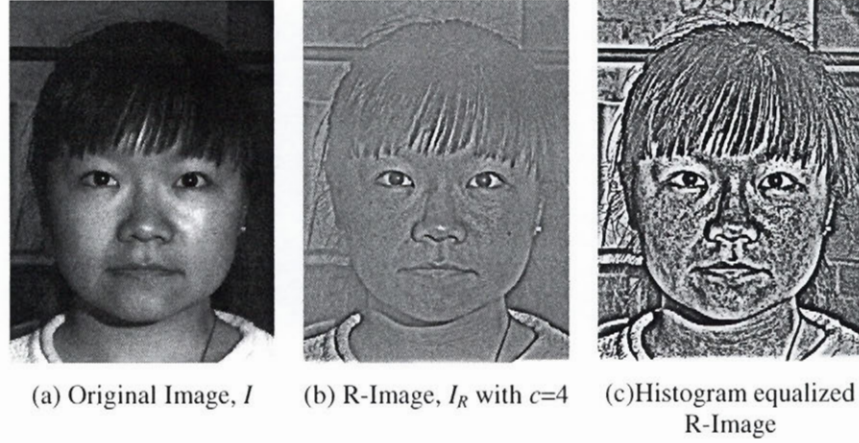 (a) Original Image, I
(b) R-Image, I_R with c=4
(c)Histogram equalized
R-Image